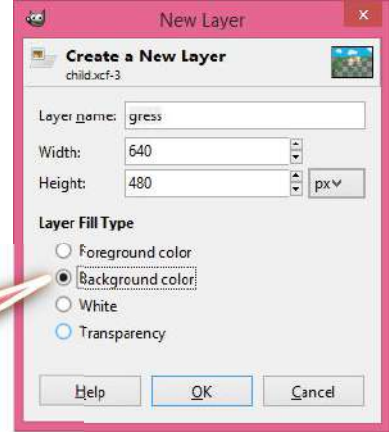 New Layer
x
Create a New Layer
child.xcf-3
Layer name: gress
Width: 640
Height: 480 px
Layer Fill Type
Foreground color
Background color
White
Transparency
Help OK Cancel